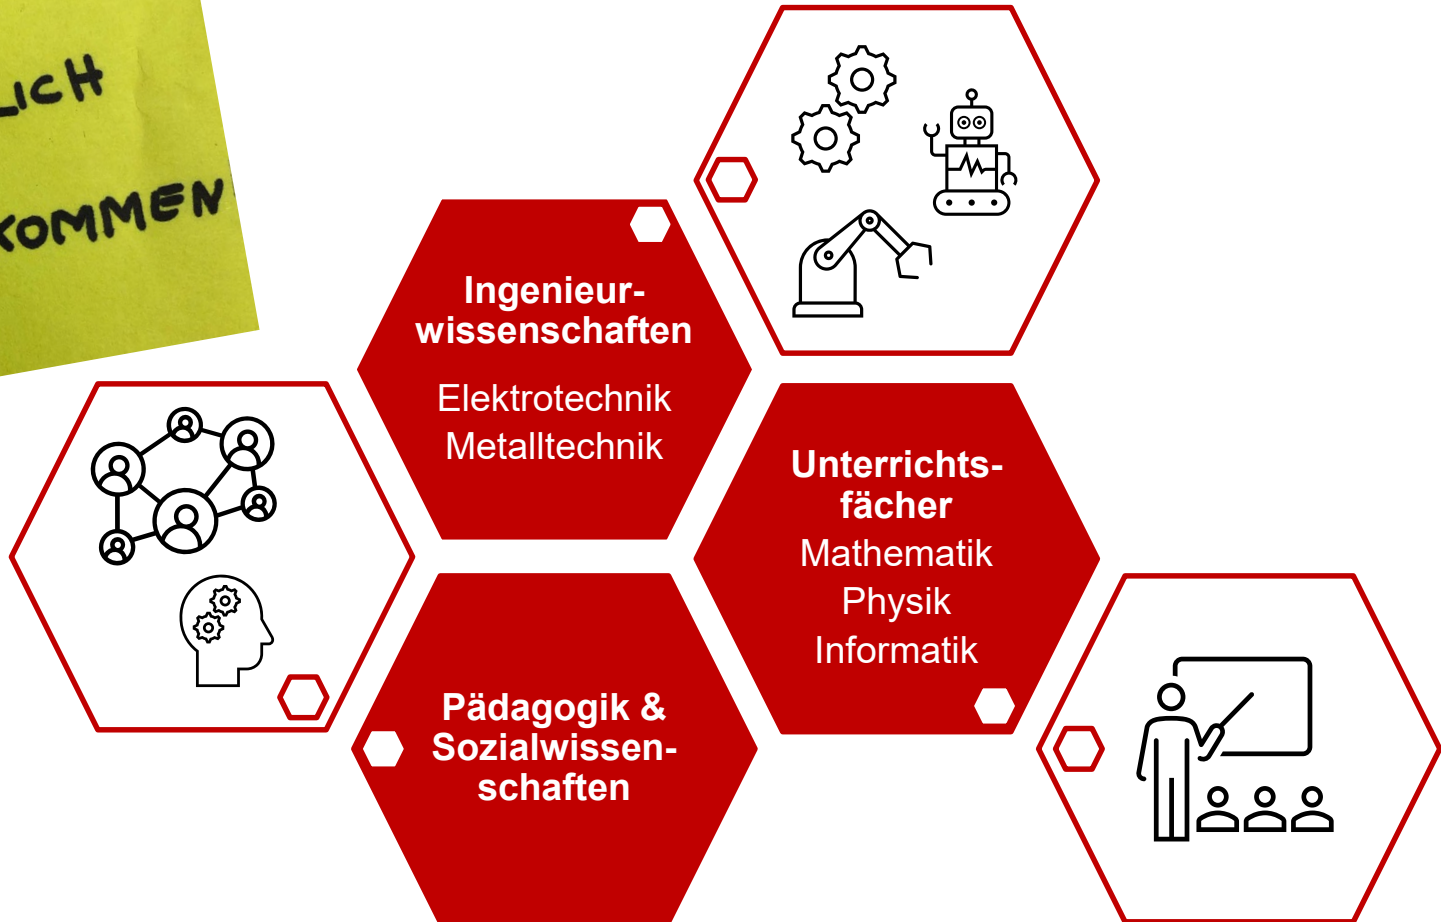 LICH
KOMMEN
Ingenieur-
wissenschaften
Elektrotechnik
Metalltechnik
Unterrichts-
fächer
Mathematik
Physik
Informatik
Pädagogik &
Sozialwissen-
schaften